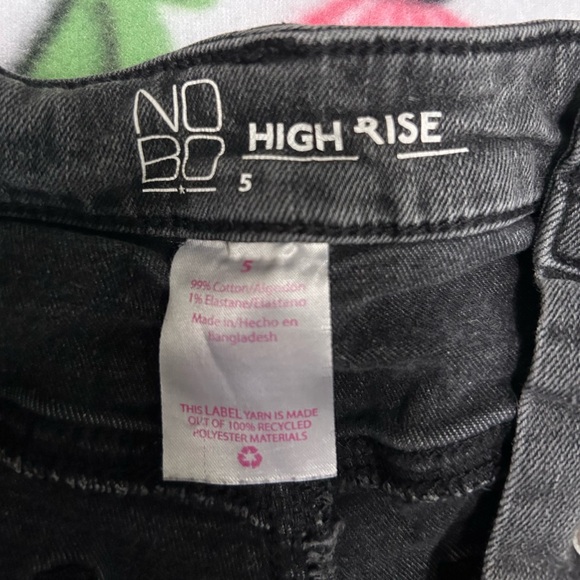 NO
BO
HIGH RISE
5
5
99% Cotton/Algodón
1% Elastane/Elastano
Made in/Hecho en
Bangladesh
THIS LABEL YARN IS MADE
OUT OF 100% RECYCLED
POLYESTER MATERIALS